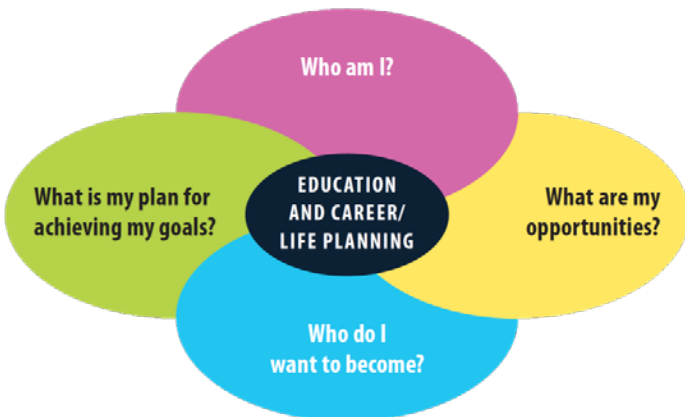 Who am I?
What is my plan for
achieving my goals?
EDUCATION
AND CAREER/
LIFE PLANNING
What are my
opportunities?
Who do I
want to become?